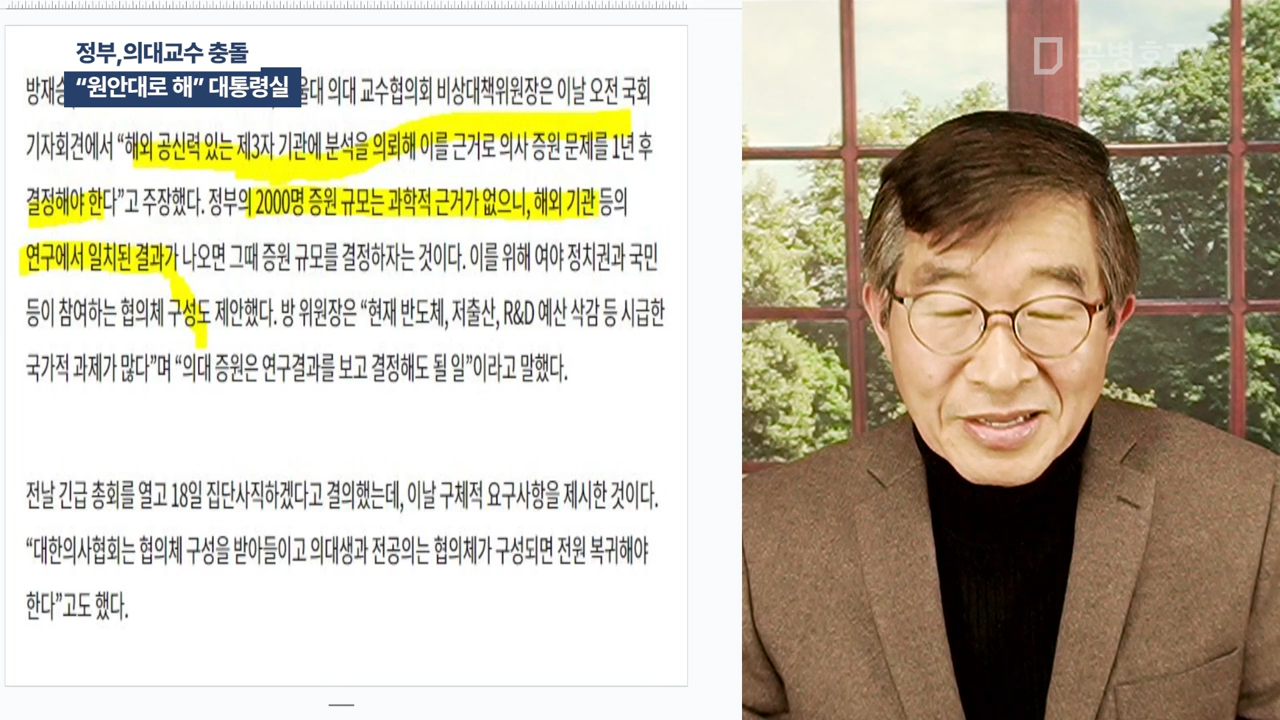 정부,의대교수 충돌
“원안대로 해” 대통령실
방재승 울대 의대 교수협의회 비상대책위원장은 이날 오전 국회
기자회견에서 “해외 공신력 있는 제3자 기관에 분석을 의뢰해 이를 근거로 의사 증원 문제를 1년 후
결정해야 한다”고 주장했다. 정부의 2000명 증원 규모는 과학적 근거가 없으니, 해외 기관 등의
연구에서 일치된 결과가 나오면 그때 증원 규모를 결정하자는 것이다. 이를 위해 여야 정치권과 국민
등이 참여하는 협의체 구성도 제안했다. 방 위원장은 “현재 반도체, 저출산, R&D 예산 삭감 등 시급한
국가적 과제가 많다”며 “의대 증원은 연구결과를 보고 결정해도 될 일”이라고 말했다.
전날 긴급 총회를 열고 18일 집단사직하겠다고 결의했는데, 이날 구체적 요구사항을 제시한 것이다.
“대한의사협회는 협의체 구성을 받아들이고 의대생과 전공의는 협의체가 구성되면 전원 복귀해야
한다”고도 했다.
공병호TV